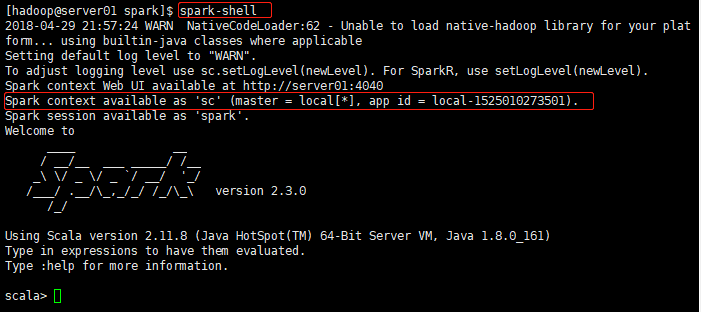 [hadoop@server01 spark]$ spark-shell
2018-04-29 21:57:24 WARN  NativeCodeLoader:62 - Unable to load native-hadoop library for your plat
form... using builtin-java classes where applicable
Setting default log level to "WARN".
To adjust logging level use sc.setLogLevel(newLevel). For SparkR, use setLogLevel(newLevel).
Spark context Web UI available at http://server01:4040
Spark context available as 'sc' (master = local[*], app id = local-1525010273501).
Spark session available as 'spark'.
Welcome to
      ____              __
     / __/__  ___ _____/ /__
    _\ \/ _ \/ _ `/ __/  '_/
   /___/ .__/\_,_/_/ /_/\_\   version 2.3.0
      /_/
Using Scala version 2.11.8 (Java HotSpot(TM) 64-Bit Server VM, Java 1.8.0_161)
Type in expressions to have them evaluated.
Type :help for more information.
scala>